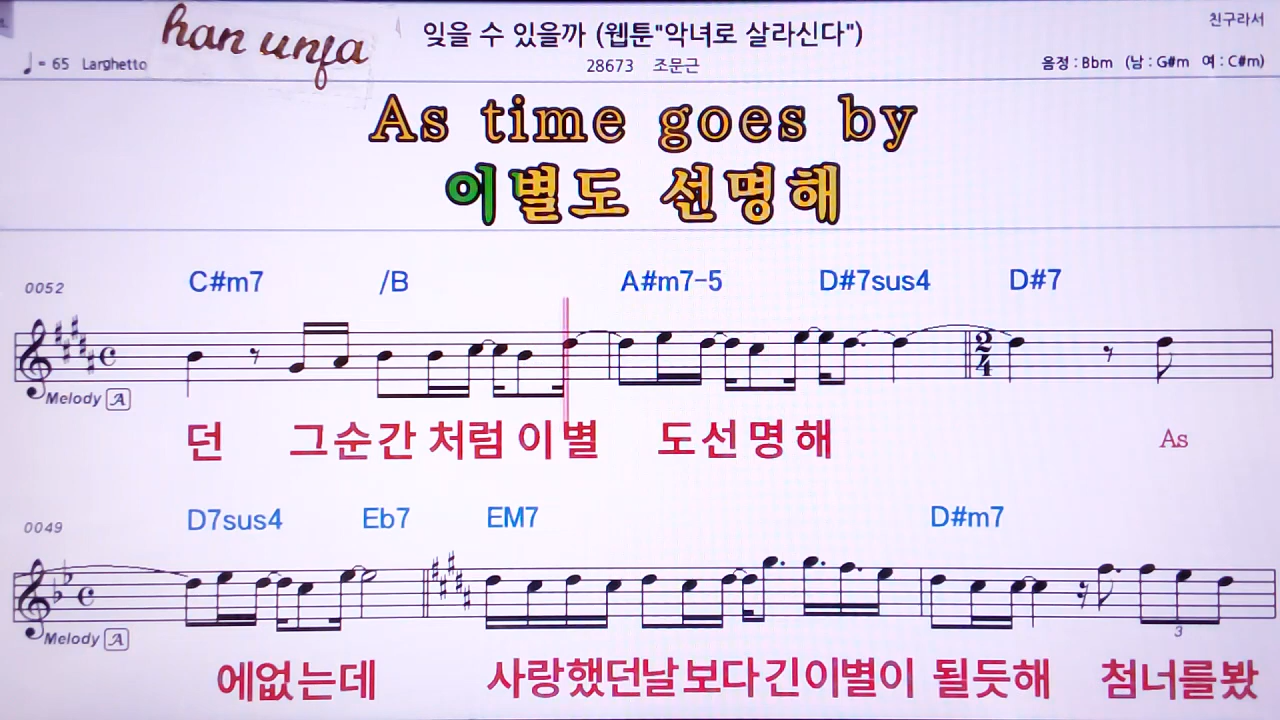 친구라서
han unfa
잊을 수 있을까 (웹툰"악녀로 살라신다")
♩= 65 Larghetto
28673 조문근
음정 : Bbm (남 : G#m 여 : C#m)
As time goes by
이별도 선명해
0052 C#m7 /B A#m7-5 D#7sus4 D#7
C 2 4
Melody A
던 그순간 처럼 이별 도선명해 As
0049 D7sus4 Eb7 EM7 D#m7
C
Melody A
3
에없는데 사랑했던날보다긴이별이 될듯해 첨너를봤